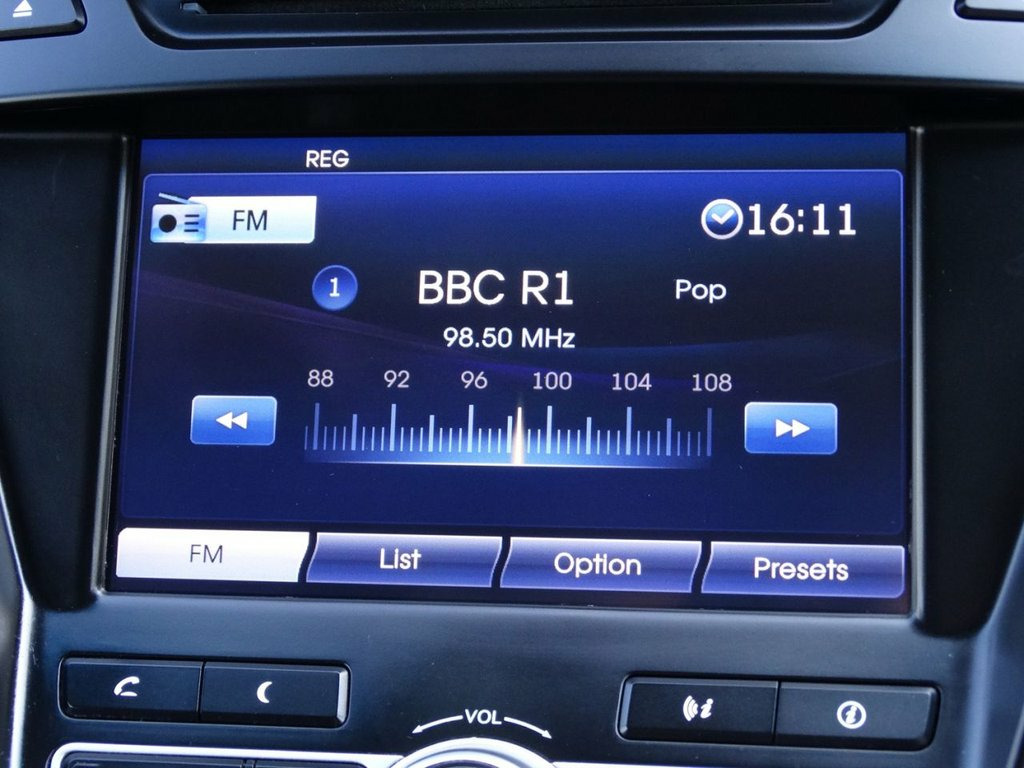 REG
FM
16:11
1
BBC R1
Pop
98.50 MHz
88 92 96 100 104 108
FM List Option Presets
VOL